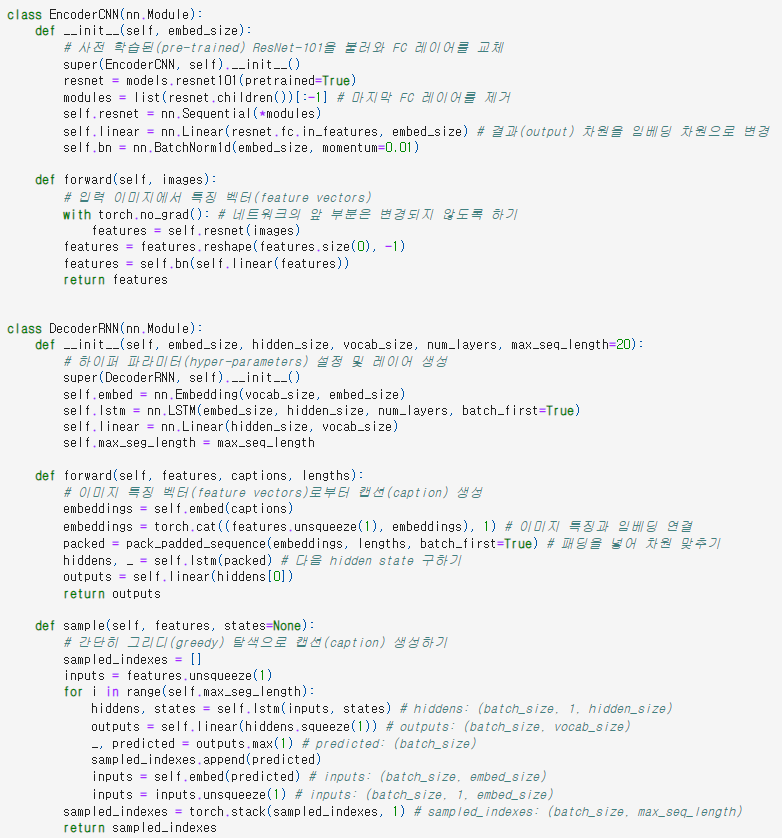 class EncoderCNN(nn.Module):
    def __init__(self, embed_size):
        # 사전 학습된(pre-trained) ResNet-101을 불러와 FC 레이어를 교체
        super(EncoderCNN, self).__init__()
        resnet = models.resnet101(pretrained=True)
        modules = list(resnet.children())[:-1] # 마지막 FC 레이어를 제거
        self.resnet = nn.Sequential(*modules)
        self.linear = nn.Linear(resnet.fc.in_features, embed_size) # 결과(output) 차원을 임베딩 차원으로 변경
        self.bn = nn.BatchNorm1d(embed_size, momentum=0.01)

    def forward(self, images):
        # 입력 이미지에서 특징 벡터(feature vectors)
        with torch.no_grad(): # 네트워크의 앞 부분은 변경되지 않도록 하기
            features = self.resnet(images)
        features = features.reshape(features.size(0), -1)
        features = self.bn(self.linear(features))
        return features


class DecoderRNN(nn.Module):
    def __init__(self, embed_size, hidden_size, vocab_size, num_layers, max_seq_length=20):
        # 하이퍼 파라미터(hyper-parameters) 설정 및 레이어 생성
        super(DecoderRNN, self).__init__()
        self.embed = nn.Embedding(vocab_size, embed_size)
        self.lstm = nn.LSTM(embed_size, hidden_size, num_layers, batch_first=True)
        self.linear = nn.Linear(hidden_size, vocab_size)
        self.max_seg_length = max_seq_length

    def forward(self, features, captions, lengths):
        # 이미지 특징 벡터(feature vectors)로부터 캡션(caption) 생성
        embeddings = self.embed(captions)
        embeddings = torch.cat((features.unsqueeze(1), embeddings), 1) # 이미지 특징과 임베딩 연결
        packed = pack_padded_sequence(embeddings, lengths, batch_first=True) # 패딩을 넣어 차원 맞추기
        hiddens, _ = self.lstm(packed) # 다음 hidden state 구하기
        outputs = self.linear(hiddens[0])
        return outputs

    def sample(self, features, states=None):
        # 간단히 그리디(greedy) 탐색으로 캡션(caption) 생성하기
        sampled_indexes = []
        inputs = features.unsqueeze(1)
        for i in range(self.max_seg_length):
            hiddens, states = self.lstm(inputs, states) # hiddens: (batch_size, 1, hidden_size)
            outputs = self.linear(hiddens.squeeze(1)) # outputs: (batch_size, vocab_size)
            _, predicted = outputs.max(1) # predicted: (batch_size)
            sampled_indexes.append(predicted)
            inputs = self.embed(predicted) # inputs: (batch_size, embed_size)
            inputs = inputs.unsqueeze(1) # inputs: (batch_size, 1, embed_size)
        sampled_indexes = torch.stack(sampled_indexes, 1) # sampled_indexes: (batch_size, max_seq_length)
        return sampled_indexes